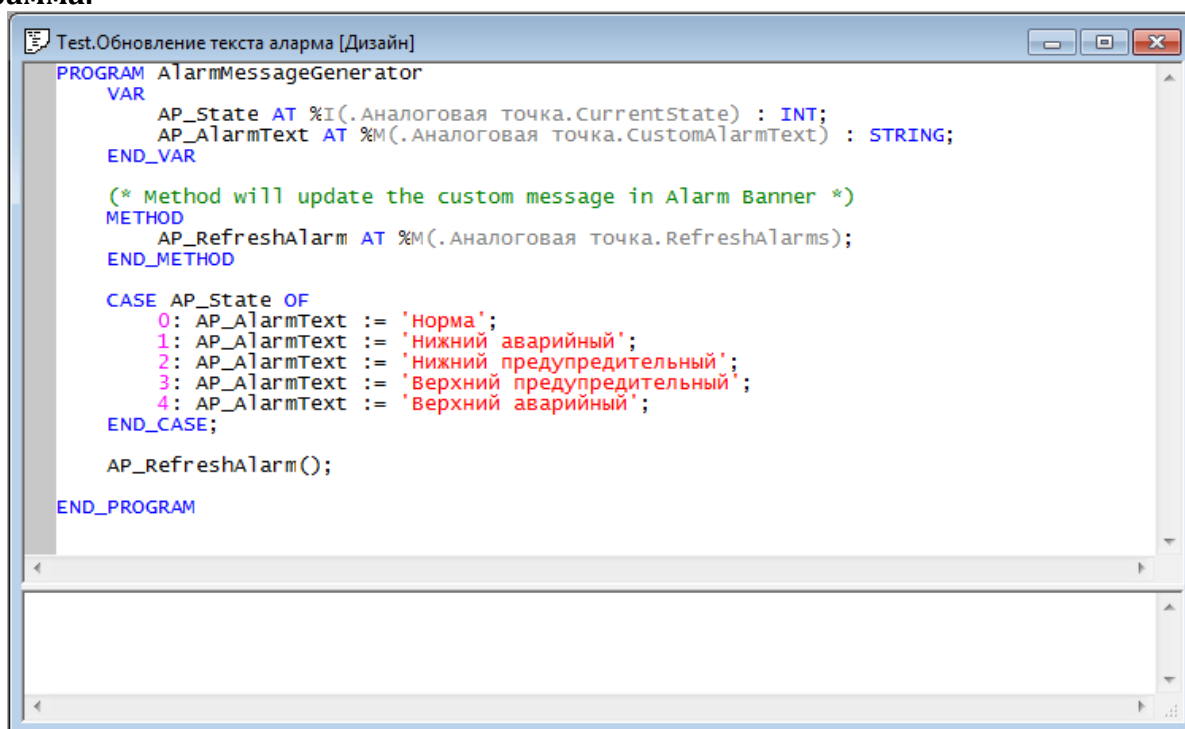 Test.Обновление текста аларма [Дизайн]
PROGRAM AlarmMessageGenerator
VAR
AP_State AT %I(.Аналоговая точка.CurrentState) : INT;
AP_AlarmText AT %M(.Аналоговая точка.CustomAlarmText) : STRING;
END_VAR
(* Method will update the custom message in Alarm Banner *)
METHOD
AP_RefreshAlarm AT %M(.Аналоговая точка.RefreshAlarms);
END_METHOD
CASE AP_State OF
0: AP_AlarmText := 'Норма';
1: AP_AlarmText := 'Нижний аварийный';
2: AP_AlarmText := 'Нижний предупредительный';
3: AP_AlarmText := 'Верхний предупредительный';
4: AP_AlarmText := 'Верхний аварийный';
END_CASE;
AP_RefreshAlarm();
END_PROGRAM